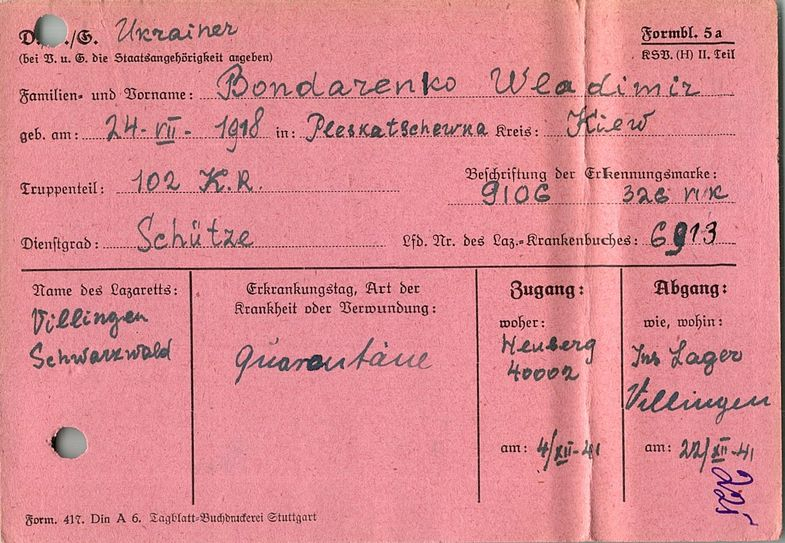 D. /G. Ukrainer
Formbl. 5a
(bei V. u. G. die Staatsangehörigkeit angeben)
KSV. (H) II. Teil
Familien- und Vorname: Bondarenko Wladimir
geb. am: 24-VII-1918 in: Pleskatschewka Kreis: Kiew
Truppenteil: 102 K.R.
Beschriftung der Erkennungsmarke:
9106 326
Dienstgrad: Schütze
Lfd. Nr. des Laz.-Krankenbuches: 6913
Name des Lazaretts:
Villingen
Schwarzwald
Erkrankungstag, Art der
Krankheit oder Verwundung:
Quarantäne
Zugang:
woher:
Heuberg
40002
am: 4/XII-41
Abgang:
wie, wohin:
Ins Lager
Villingen
am: 22/XII-41
221
Form. 417. Din A 6. Tagblatt-Buchdruckerei Stuttgart